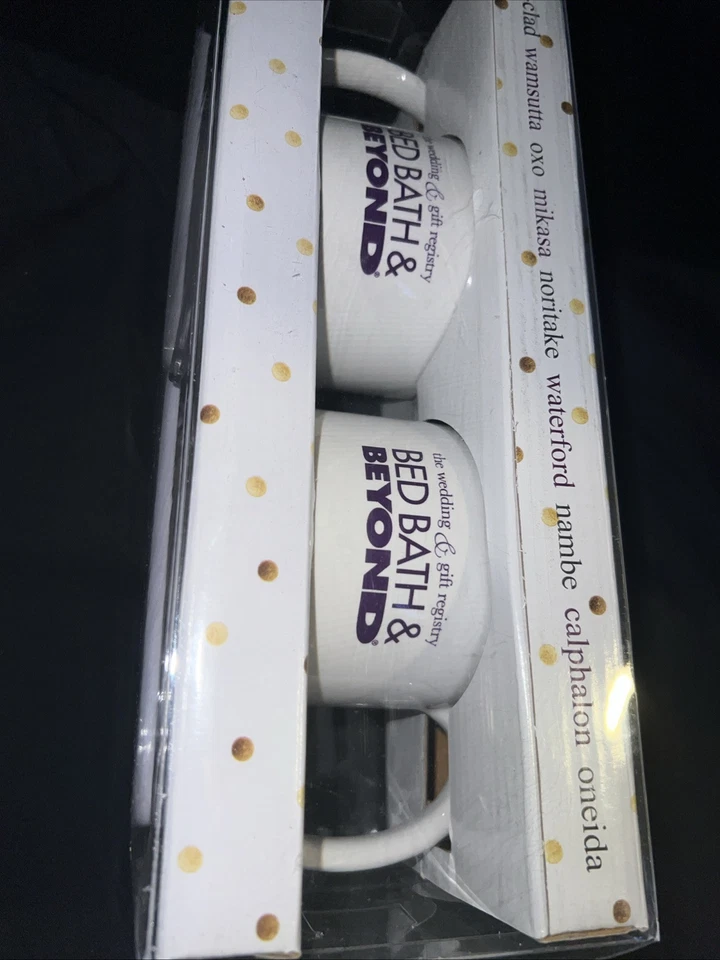 clad wamsutta oxo mikasa noritake waterford nambe calphalon oneida
wedding & gift registry
BED BATH &
BEYOND®
the wedding & gift registry
BED BATH &
BEYOND®